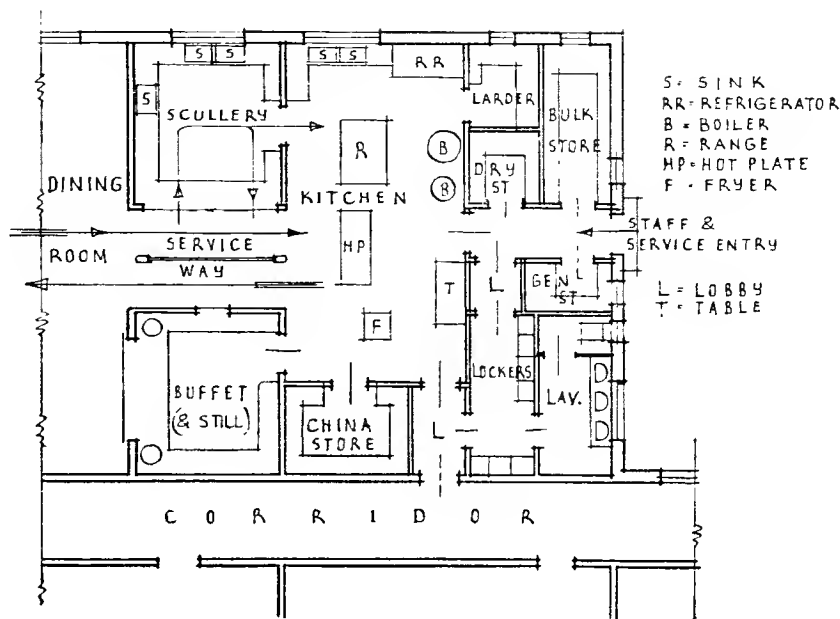 S S
S S
RR
S
SCULLERY
LARDER
BULK
STORE
S = SINK
RR = REFRIGERATOR
B = BOILER
R = RANGE
HP = HOT PLATE
F = FRYER
B
R
DRY
ST
B
DINING
KITCHEN
STAFF &
SERVICE ENTRY
SERVICE
ROOM
WAY
HP
L
L
T
GEN
ST
L = LOBBY
T = TABLE
F
LOCKERS
LAV.
BUFFET
(& STILL)
CHINA
STORE
L
CORRIDOR